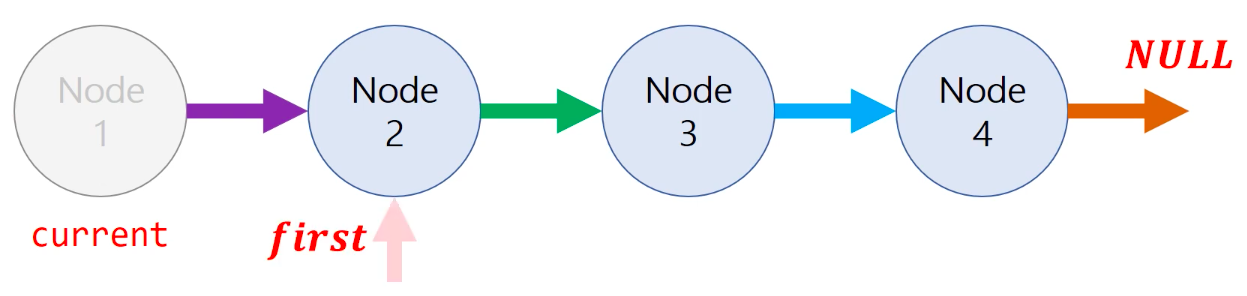 Node
1
Node
2
Node
3
Node
4
NULL
current
first